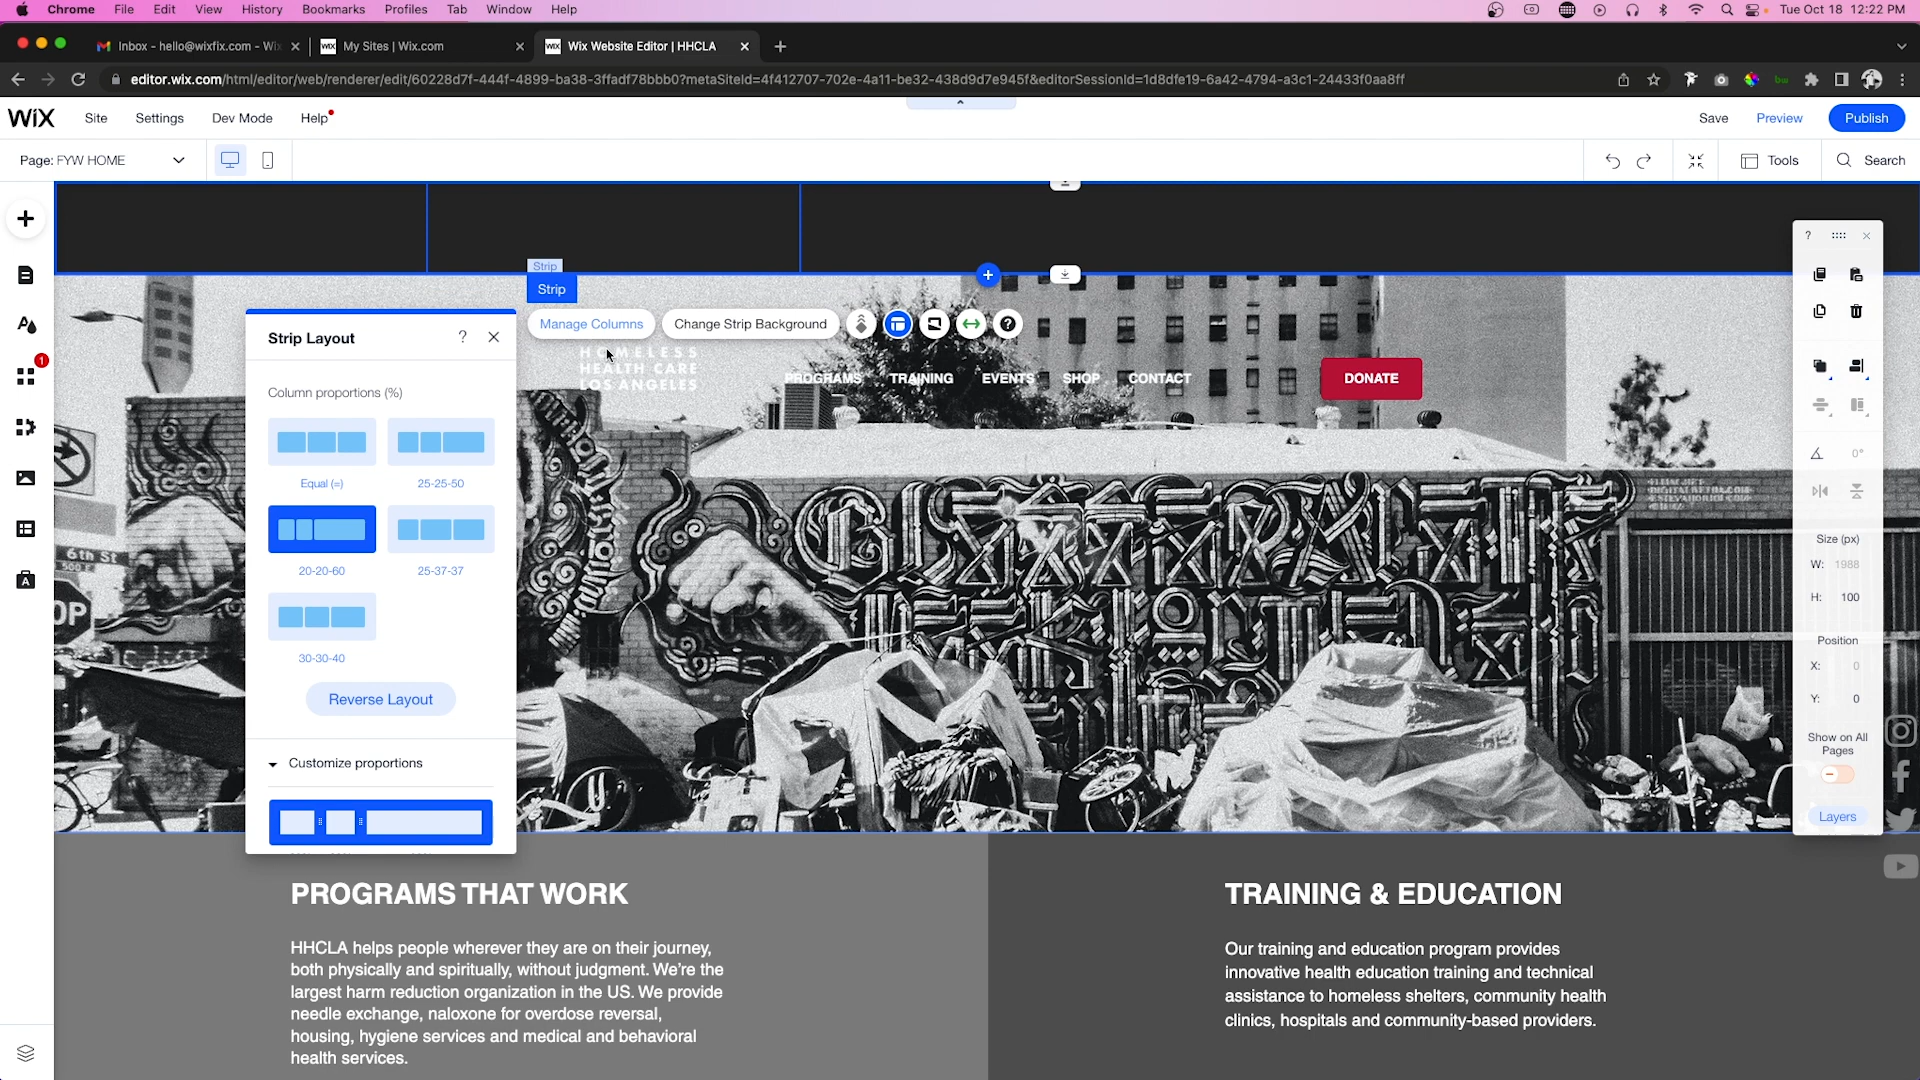 Chrome File Edit View History Bookmarks Profiles Tab Window Help Tue Oct 18 12:22 PM
Inbox - hello@wixfix.com - Wix
My Sites | Wix.com
Wix Website Editor | HHCLA
editor.wix.com/html/editor/web/renderer/edit/60228d7f-444f-4899-ba38-3ffadf78bbb0?metaSiteId=4f412707-702e-4a11-be32-438d9d7e945f&editorSessionId=1d8dfe19-6a42-4794-a3c1-24433f0aa8ff
WiX Site Settings Dev Mode Help Save Preview Publish
Page: FYW HOME Tools Search
Strip
Strip
Manage Columns Change Strip Background
HOMELESS
HEALTH CARE
LOS ANGELES
PROGRAMS TRAINING EVENTS SHOP CONTACT DONATE
Strip Layout
Column proportions (%)
Equal (=) 25-25-50
20-20-60 25-37-37
30-30-40
Reverse Layout
Customize proportions
1
6th St
500 E
OP
0°
Size (px)
W: 1988
H: 100
Position
X: 0
Y: 0
Show on All
Pages
Layers
PROGRAMS THAT WORK
HHCLA helps people wherever they are on their journey,
both physically and spiritually, without judgment. We're the
largest harm reduction organization in the US. We provide
needle exchange, naloxone for overdose reversal,
housing, hygiene services and medical and behavioral
health services.
TRAINING & EDUCATION
Our training and education program provides
innovative health education training and technical
assistance to homeless shelters, community health
clinics, hospitals and community-based providers.